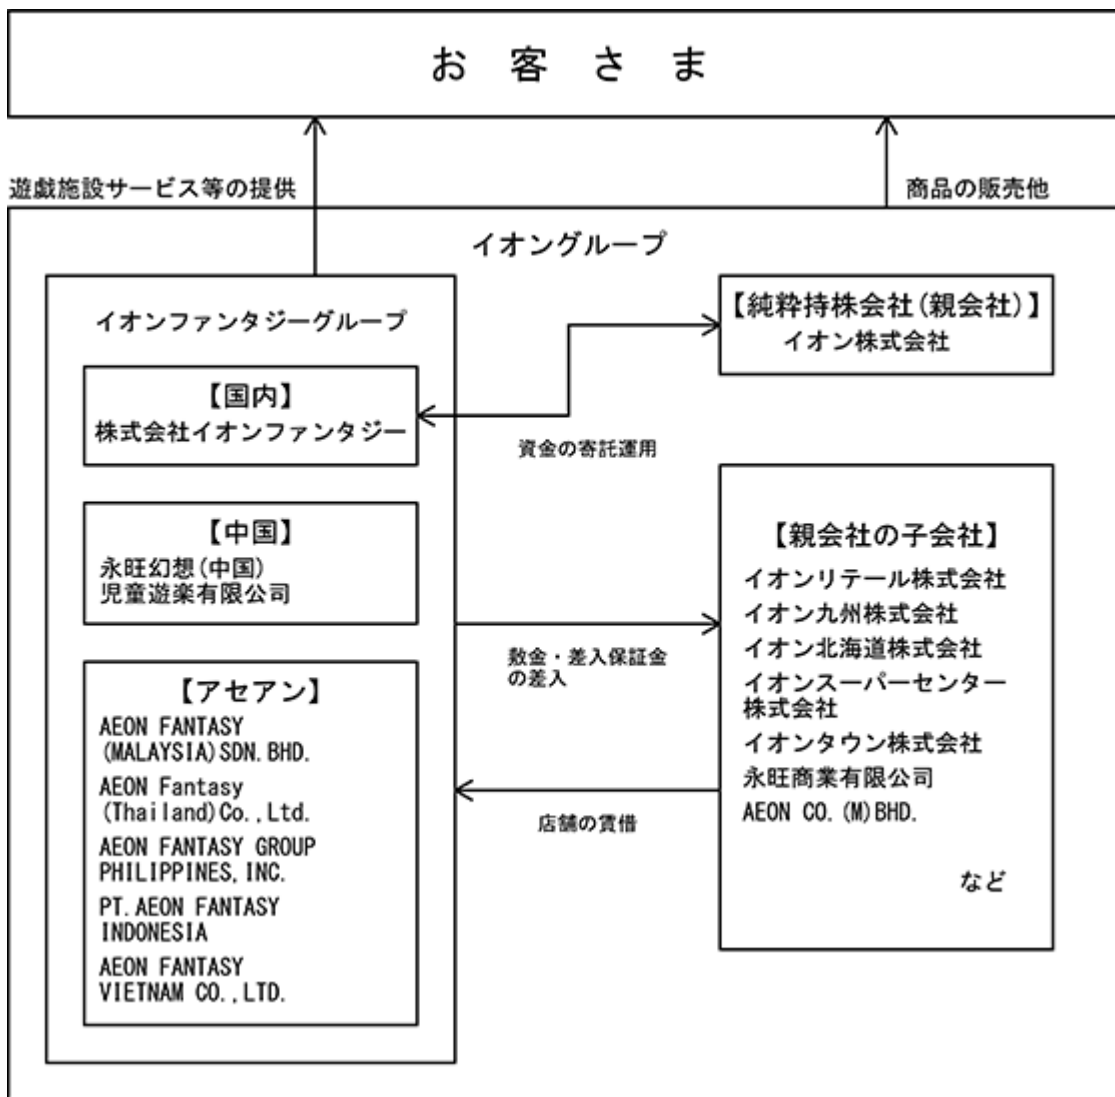 お客さま
遊戯施設サービス等の提供
商品の販売他
イオングループ
イオンファンタジーグループ
【国内】
株式会社イオンファンタジー
【中国】
永旺幻想(中国)
児童遊楽有限公司
【アセアン】
AEON FANTASY
(MALAYSIA)SDN.BHD.
AEON Fantasy
(Thailand)Co.,Ltd.
AEON FANTASY GROUP
PHILIPPINES,INC.
PT.AEON FANTASY
INDONESIA
AEON FANTASY
VIETNAM CO.,LTD.
資金の寄託運用
敷金・差入保証金
の差入
店舗の賃借
【純粋持株会社(親会社)】
イオン株式会社
【親会社の子会社】
イオンリテール株式会社
イオン九州株式会社
イオン北海道株式会社
イオンスーパーセンター
株式会社
イオンタウン株式会社
永旺商業有限公司
AEON CO.(M)BHD.
など